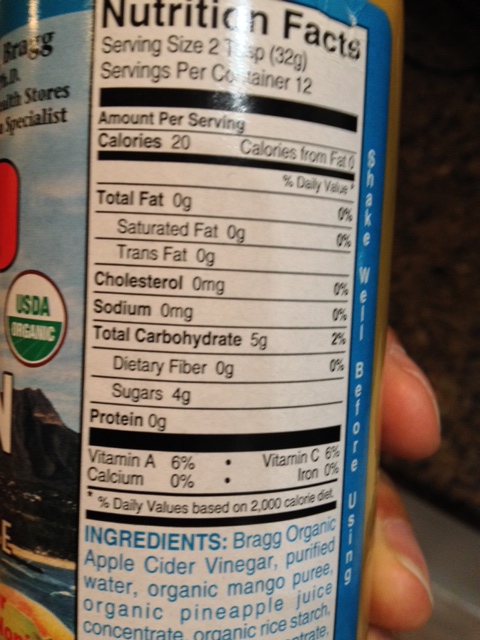 Bragg
h.D.
alth Stores
Specialist
USDA
ORGANIC
Nutrition Facts
Serving Size 2 Tbsp (32g)
Servings Per Container 12
Amount Per Serving
Calories 20 Calories from Fat 0
% Daily Value*
Total Fat 0g 0%
Saturated Fat 0g 0%
Trans Fat 0g
Cholesterol 0mg 0%
Sodium 0mg 0%
Total Carbohydrate 5g 2%
Dietary Fiber 0g 0%
Sugars 4g
Protein 0g
Vitamin A 6% • Vitamin C 6%
Calcium 0% • Iron 0%
* % Daily Values based on 2,000 calorie diet.
INGREDIENTS: Bragg Organic
Apple Cider Vinegar, purified
water, organic mango puree,
organic pineapple juice
concentrate, organic rice starch,
Shake Well Before Using